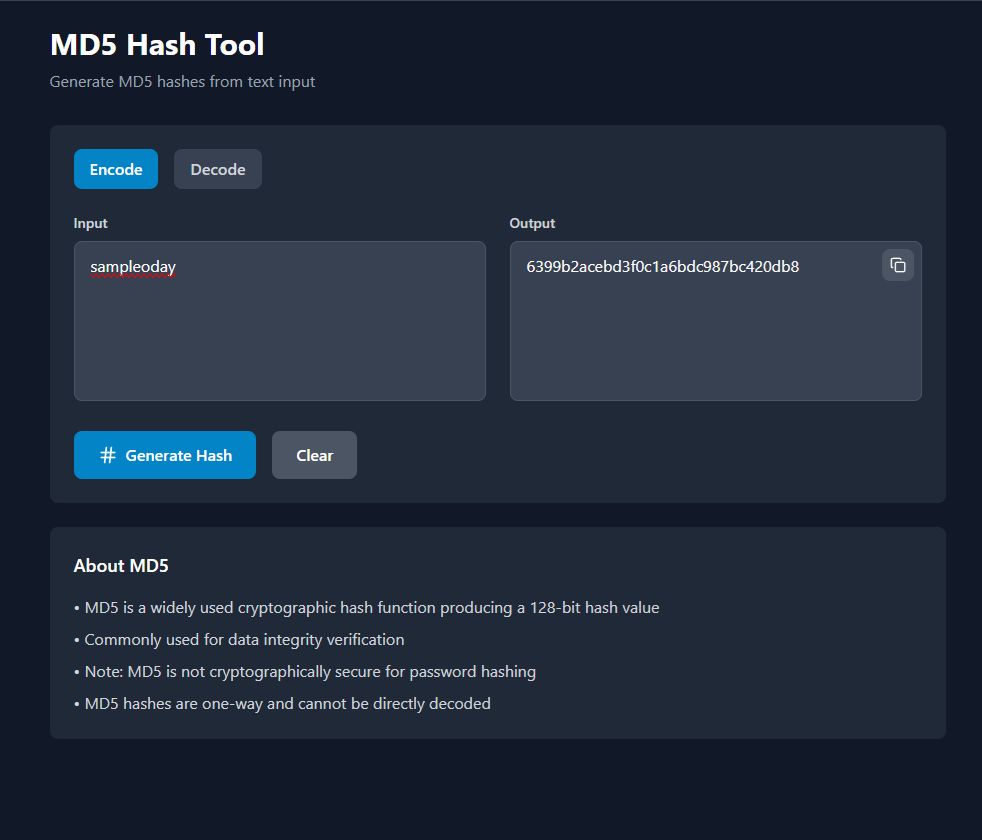 MD5 Hash Tool
Generate MD5 hashes from text input
Encode Decode
Input
sampleoday
Output
6399b2acebd3f0c1a6bdc987bc420db8
Generate Hash Clear
About MD5
• MD5 is a widely used cryptographic hash function producing a 128-bit hash value
• Commonly used for data integrity verification
• Note: MD5 is not cryptographically secure for password hashing
• MD5 hashes are one-way and cannot be directly decoded